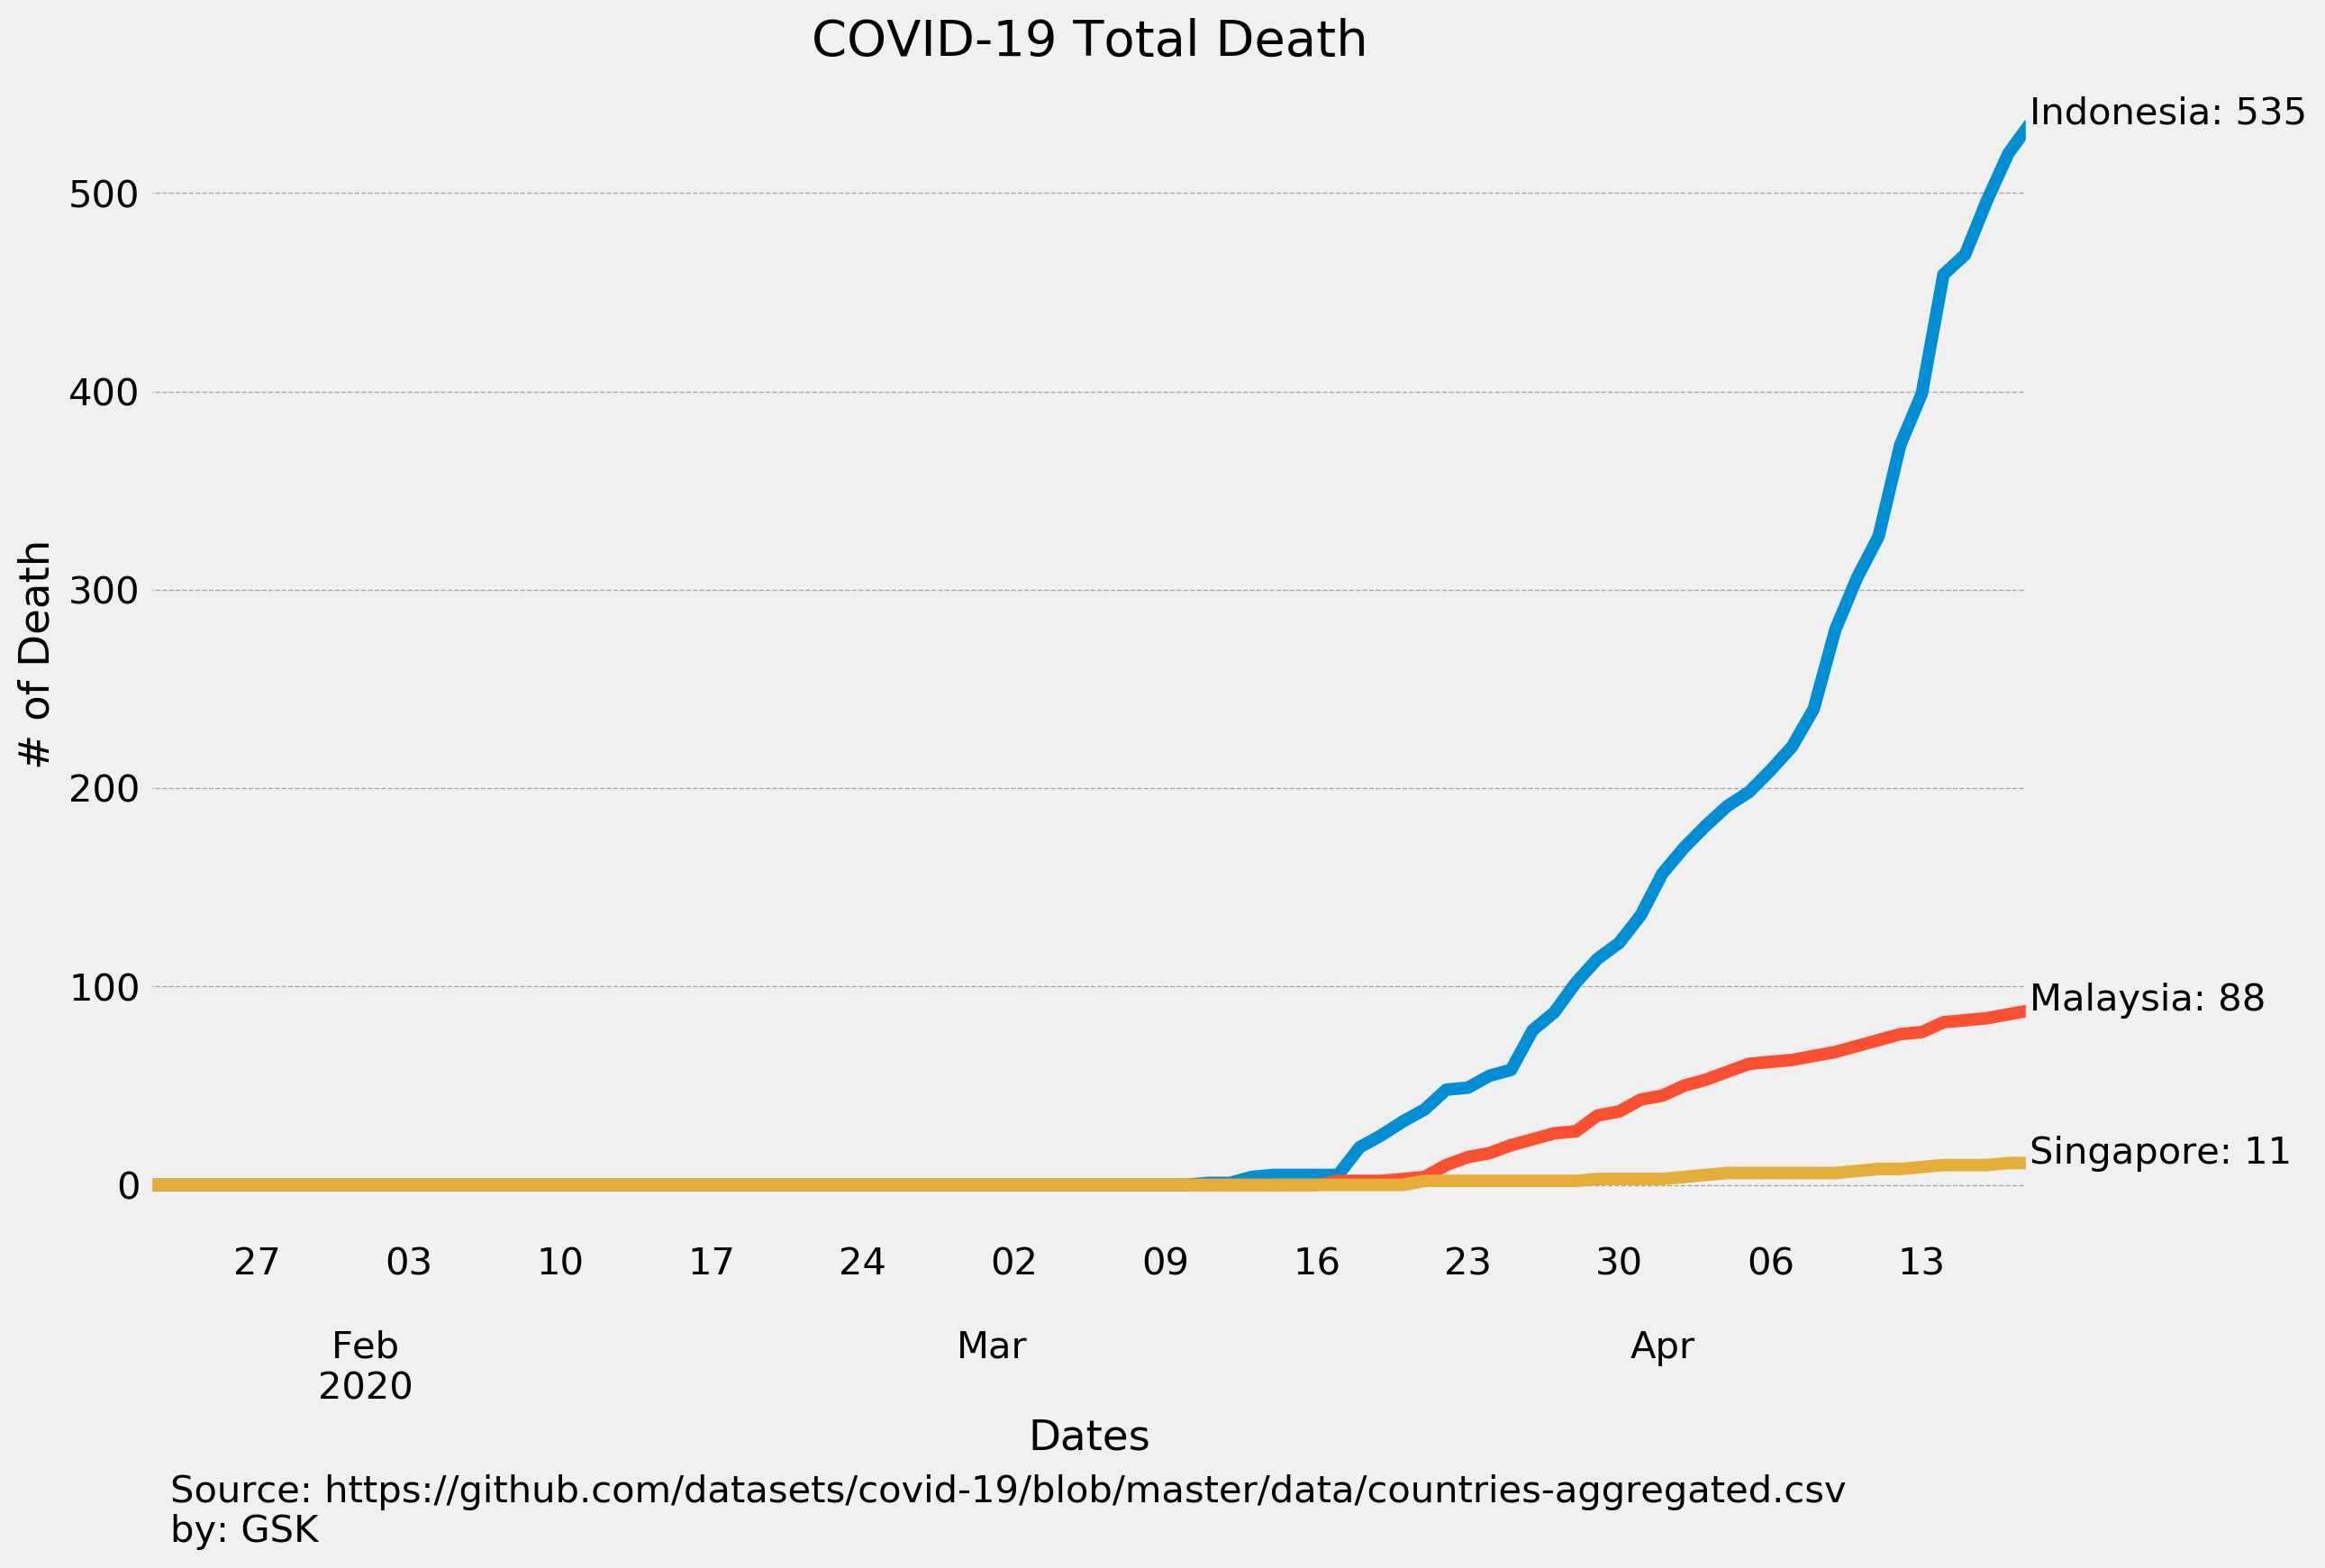 COVID-19 Total Death
Indonesia: 535
500
400
300
200
100
0
# of Death
Malaysia: 88
Singapore: 11
27 03 10 17 24 02 09 16 23 30 06 13
Feb Mar Apr
2020
Dates
Source: https://github.com/datasets/covid-19/blob/master/data/countries-aggregated.csv
by: GSK